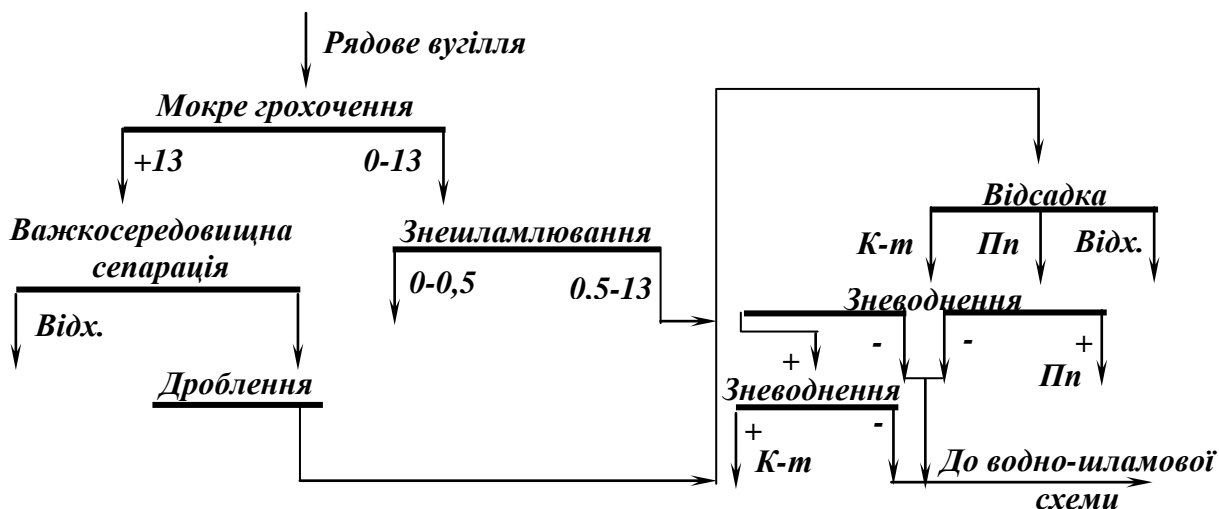 Рядове вугілля
Мокре грохочення
+13
0-13
Важкосередовищна
сепарація
Знешламлювання
Відсадка
К-т
Пп
Відх.
0-0,5
0.5-13
Відх.
Зневоднення
-
-
+
+
Пп
Дроблення
Зневоднення
+
-
К-т
До водно-шламової
схеми